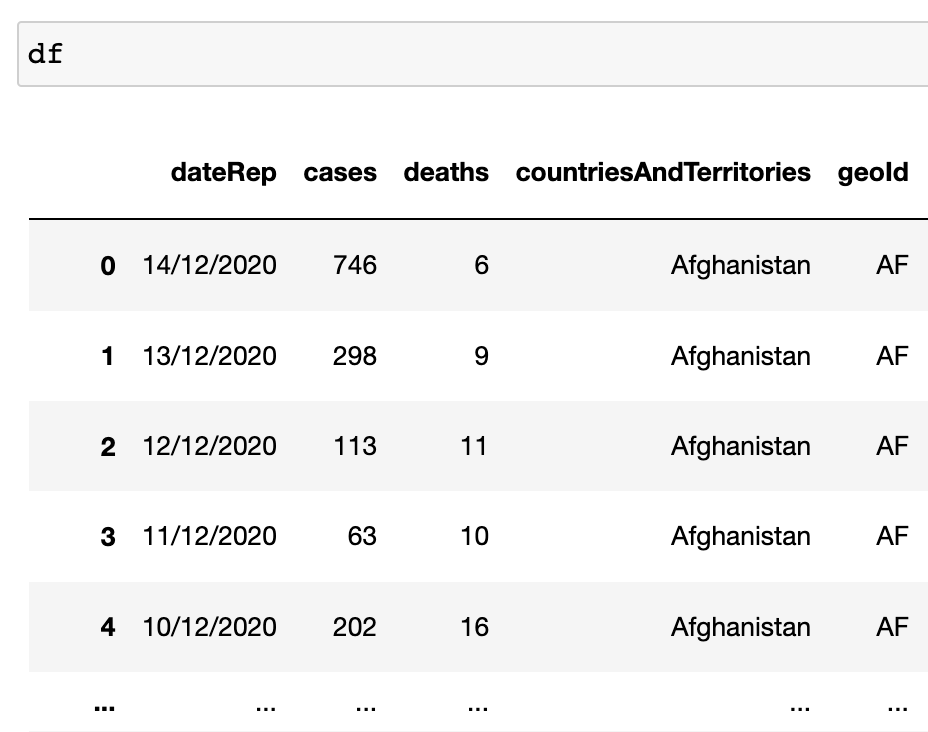 df
dateRep cases deaths countriesAndTerritories geoId
0 14/12/2020 746 6 Afghanistan AF
1 13/12/2020 298 9 Afghanistan AF
2 12/12/2020 113 11 Afghanistan AF
3 11/12/2020 63 10 Afghanistan AF
4 10/12/2020 202 16 Afghanistan AF
... ... ... ... ... ...